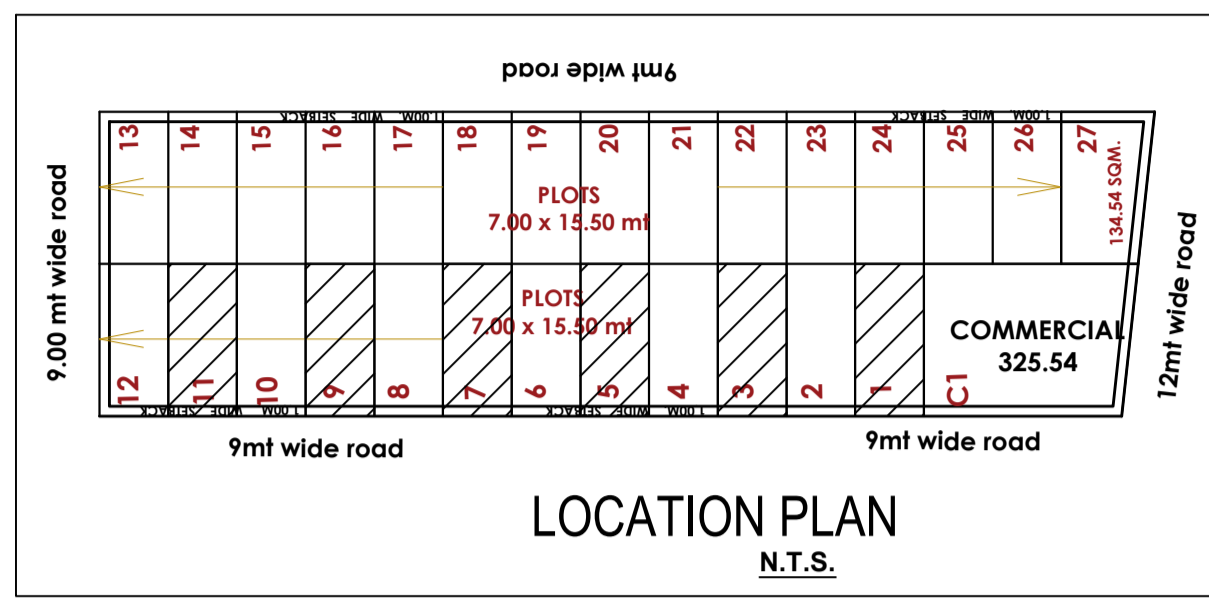 9mt wide road
1.00M. WIDE SETBACK
1.00M. WIDE SETBACK
13
14
15
16
17
18
19
20
21
22
23
24
25
26
27
134.54 SQM.
PLOTS
7.00 x 15.50 mt
9.00 mt wide road
12mt wide road
PLOTS
7.00 x 15.50 mt
COMMERCIAL
325.54
12
11
10
9
8
7
6
5
4
3
2
1
C1
1.00M. WIDE SETBACK
1.00M. WIDE SETBACK
9mt wide road
9mt wide road
LOCATION PLAN
N.T.S.